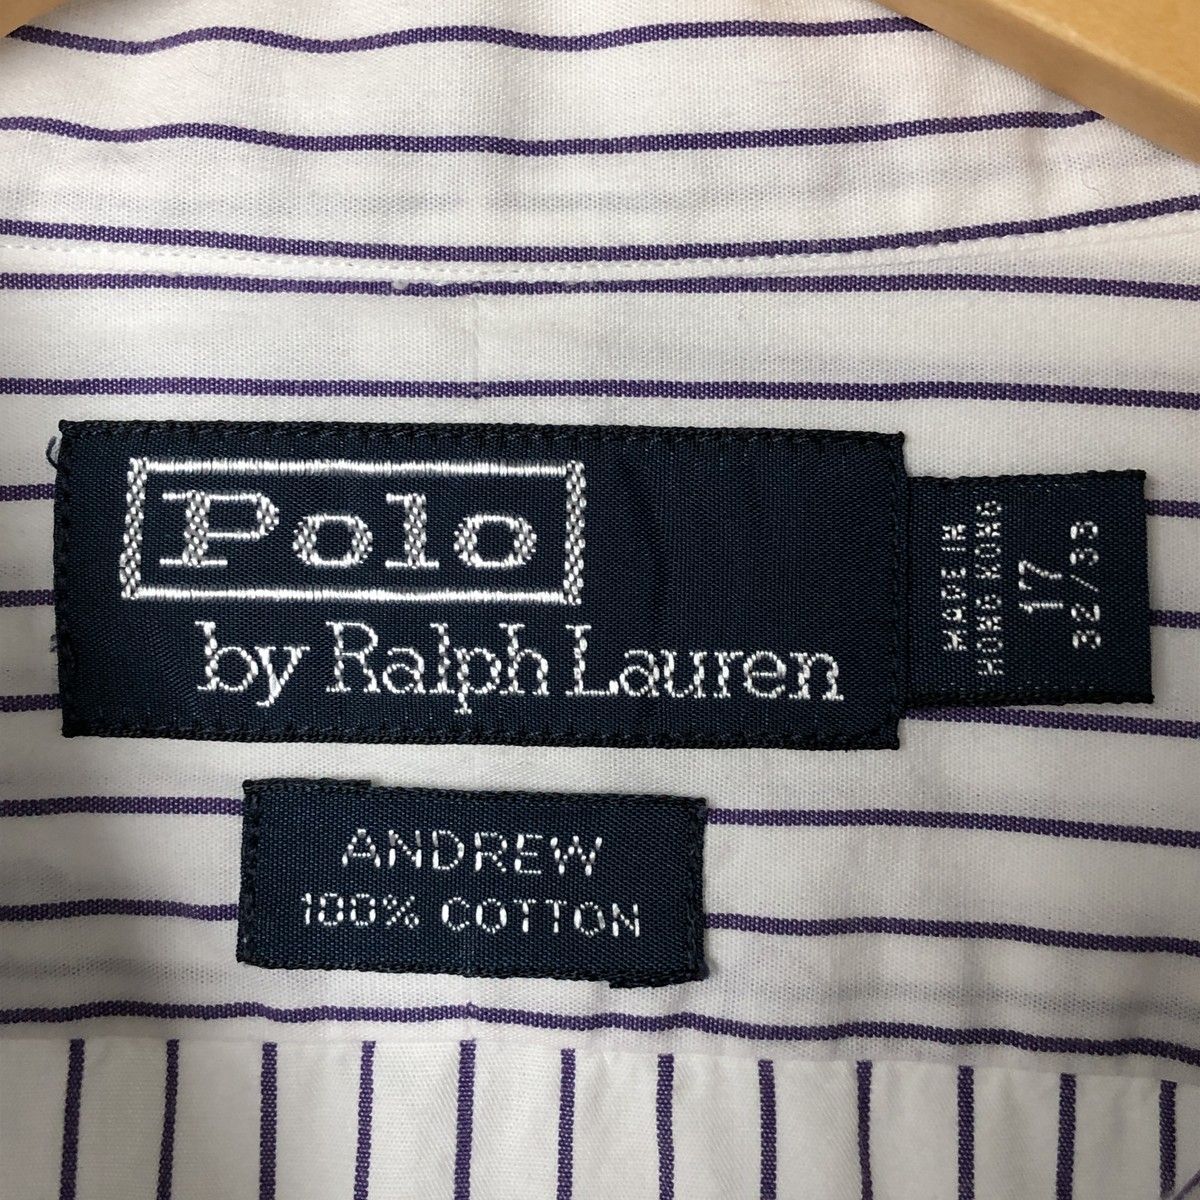 Polo
by Ralph Lauren
MADE IN
HONG KONG
17
32/33
ANDREW
100% COTTON